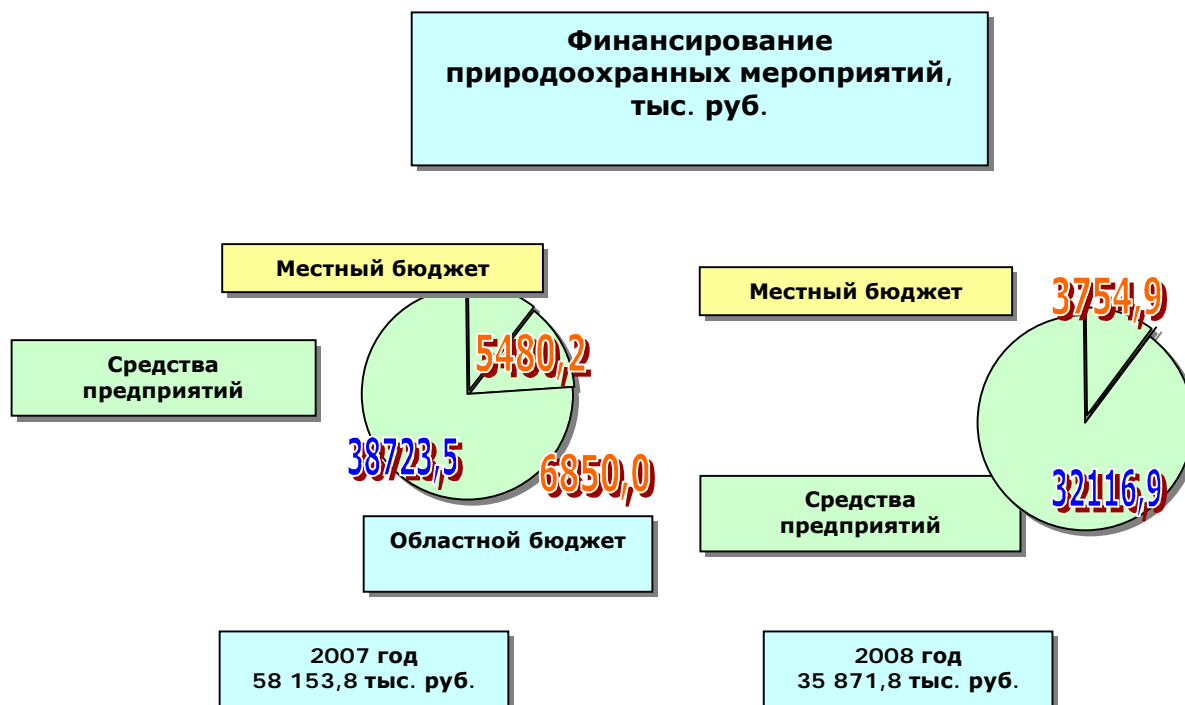 Финансирование
природоохранных мероприятий,
тыс. руб.
Местный бюджет
5480,2
Средства
предприятий
38723,5
6850,0
Областной бюджет
2007 год
58 153,8 тыс. руб.
Местный бюджет
3754,9
Средства
предприятий
32116,9
2008 год
35 871,8 тыс. руб.